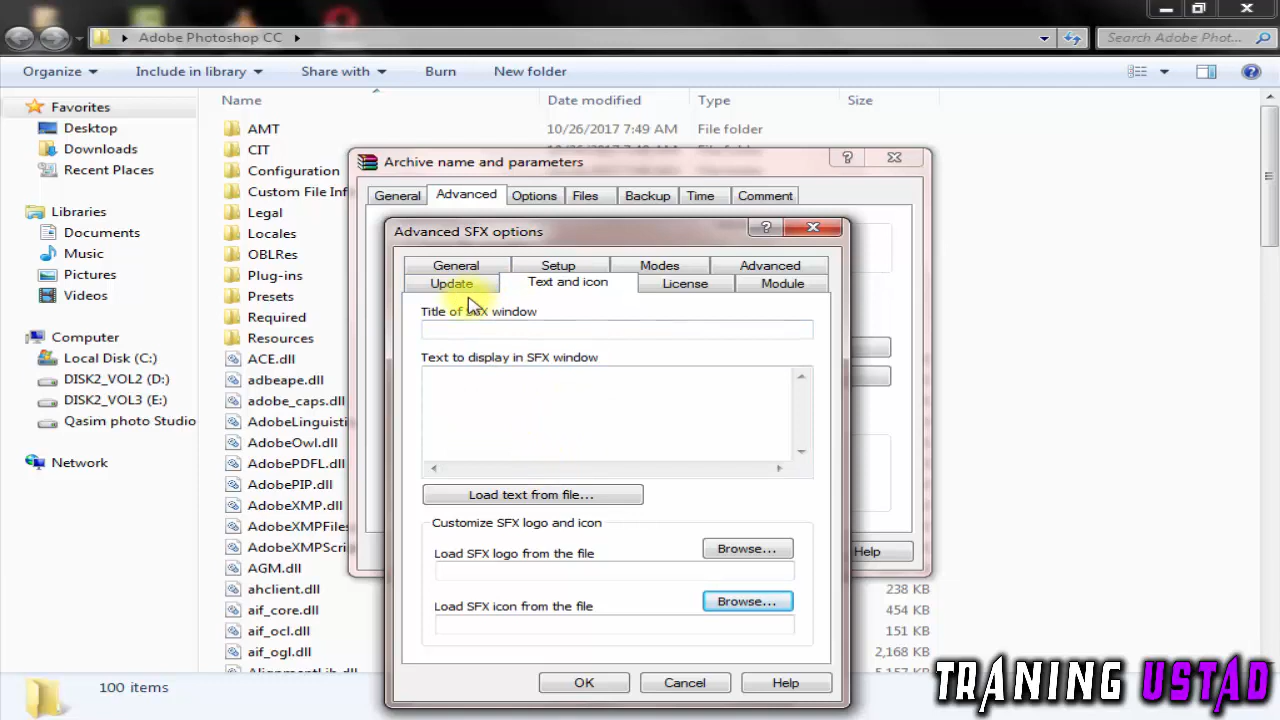 Adobe Photoshop CC
Search Adobe Phot...
Organize
Include in library
Share with
Burn
New folder
Name
Date modified
Type
Size
Favorites
Desktop
Downloads
Recent Places
Libraries
Documents
Music
Pictures
Videos
Computer
Local Disk (C:)
DISK2_VOL2 (D:)
DISK2_VOL3 (E:)
Qasim photo Studio
Network
AMT
10/26/2017 7:49 AM
File folder
CIT
Configuration
Custom File Inf
Legal
Locales
OBLRes
Plug-ins
Presets
Required
Resources
ACE.dll
adbeape.dll
adobe_caps.dll
AdobeLinguisti
AdobeOwl.dll
AdobePDFL.dll
AdobePIP.dll
AdobeXMP.dll
AdobeXMPFiles
AdobeXMPScri
AGM.dll
ahclient.dll
238 KB
aif_core.dll
454 KB
aif_ocl.dll
151 KB
aif_ogl.dll
2,168 KB
Archive name and parameters
General
Advanced
Options
Files
Backup
Time
Comment
Help
Advanced SFX options
General
Setup
Modes
Advanced
Update
Text and icon
License
Module
Title of SFX window
Text to display in SFX window
Load text from file...
Customize SFX logo and icon
Load SFX logo from the file
Browse...
Load SFX icon from the file
Browse...
OK
Cancel
Help
100 items
TRANING USTAD